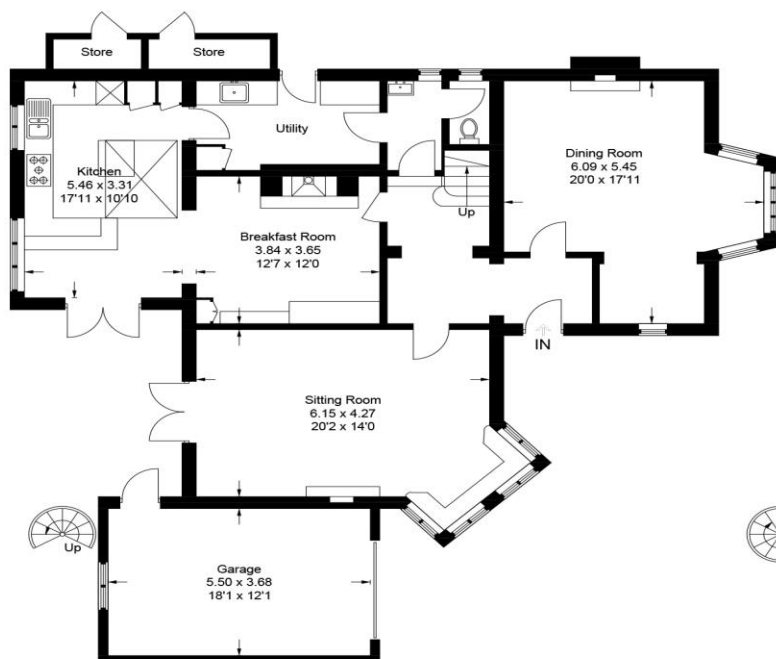 Store
Store
Kitchen
5.46 x 3.31
17'11 x 10'10
Utility
Dining Room
6.09 x 5.45
20'0 x 17'11
Up
Breakfast Room
3.84 x 3.65
12'7 x 12'0
IN
Sitting Room
6.15 x 4.27
20'2 x 14'0
Up
Garage
5.50 x 3.68
18'1 x 12'1